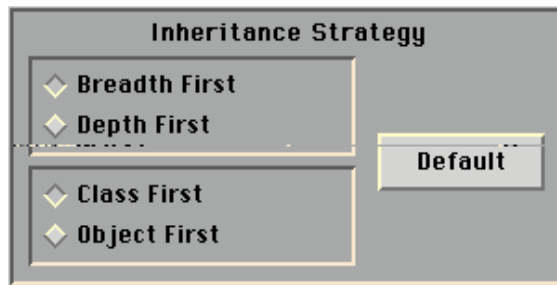 Inheritance Strategy
Breadth First
Depth First
Default
Class First
Object First